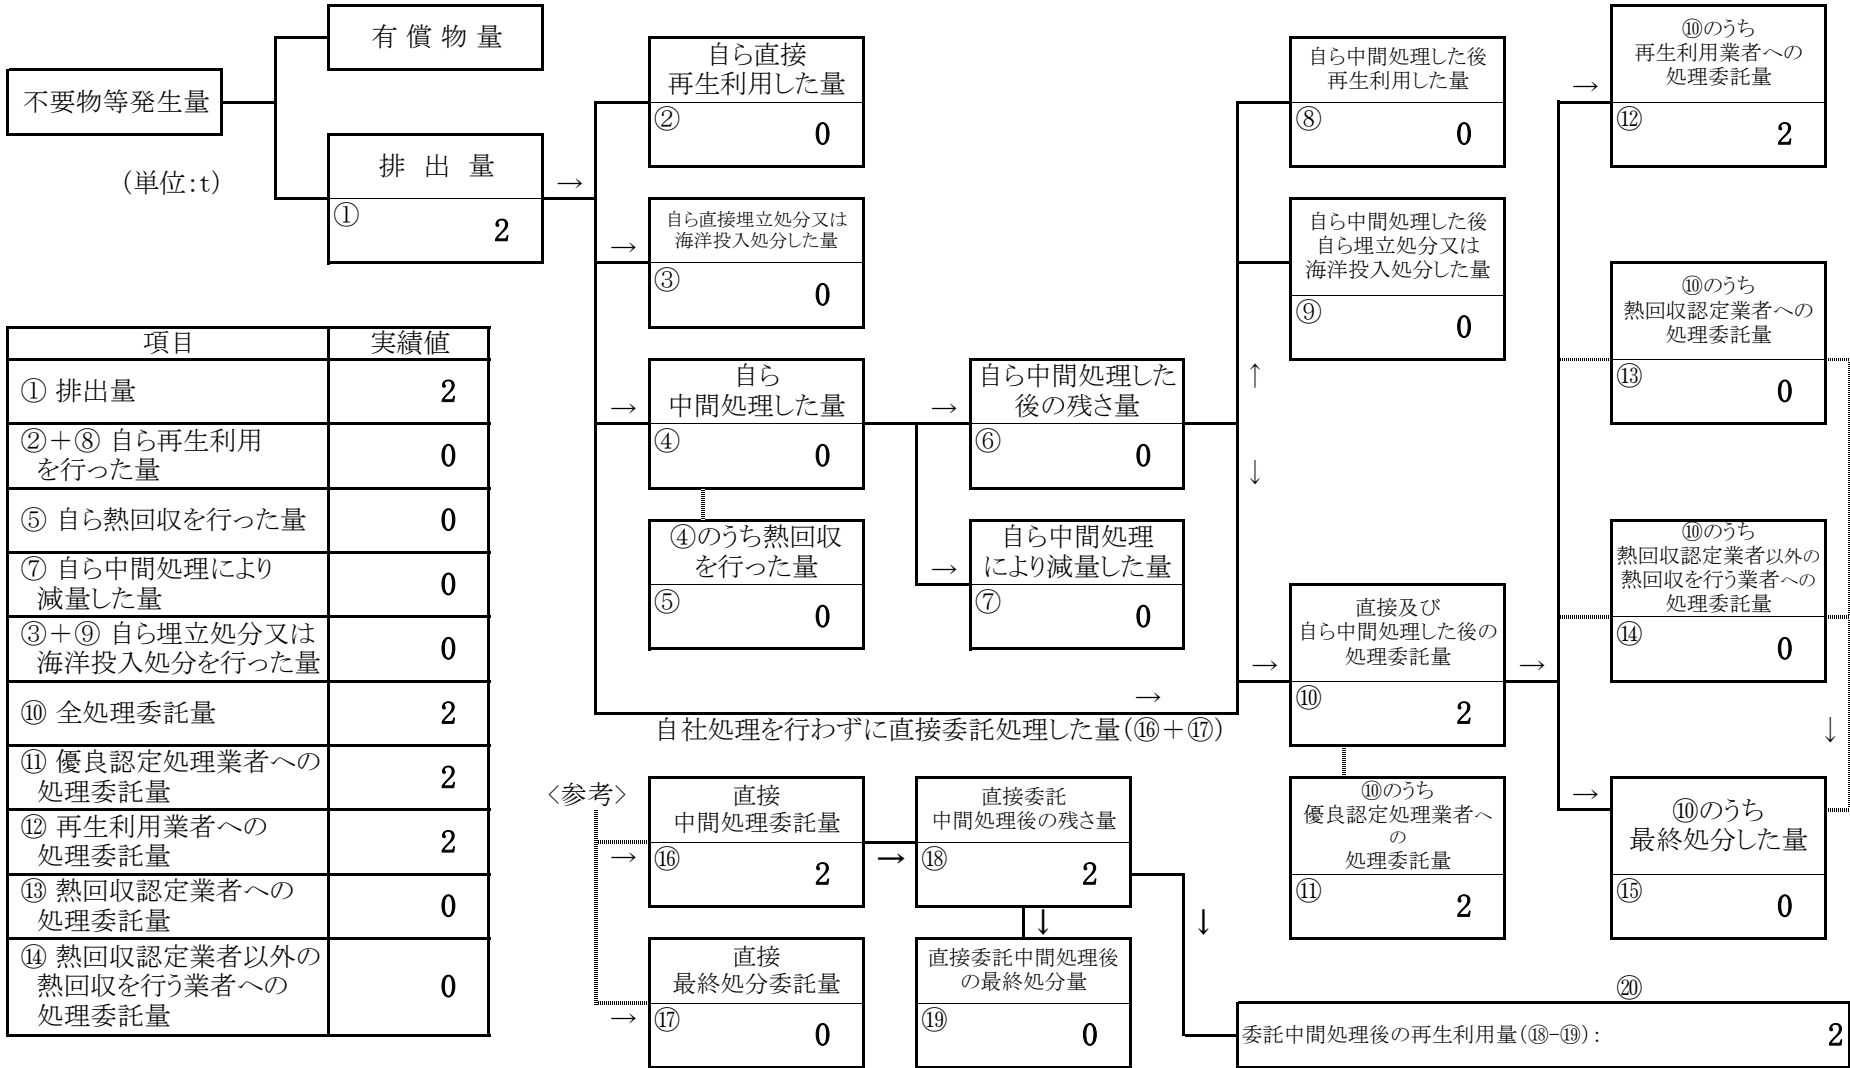 不要物等発生量
(単位:t)
有 償 物 量
排 出 量
①
2
→
自ら直接
再生利用した量
②
0
→
自ら直接埋立処分又は
海洋投入処分した量
③
0
→
自ら
中間処理した量
④
0
④のうち熱回収
を行った量
⑤
0
→
自ら中間処理した
後の残さ量
⑥
0
→
自ら中間処理
により減量した量
⑦
0
→
自社処理を行わずに直接委託処理した量(⑯+⑰)
自ら中間処理した後
再生利用した量
⑧
0
自ら中間処理した後
自ら埋立処分又は
海洋投入処分した量
⑨
0
↑
↓
→
直接及び
自ら中間処理した後の
処理委託量
⑩
2
→
⑩のうち
優良認定処理業者へ
の
処理委託量
⑪
2
→
⑩のうち
再生利用業者への
処理委託量
⑫
2
⑩のうち
熱回収認定業者への
処理委託量
⑬
0
⑩のうち
熱回収認定業者以外の
熱回収を行う業者への
処理委託量
⑭
0
↓
→
⑩のうち
最終処分した量
⑮
0
項目 実績値
① 排出量 2
②+⑧ 自ら再生利用
を行った量 0
⑤ 自ら熱回収を行った量 0
⑦ 自ら中間処理により
減量した量 0
③+⑨ 自ら埋立処分又は
海洋投入処分を行った量 0
⑩ 全処理委託量 2
⑪ 優良認定処理業者への
処理委託量 2
⑫ 再生利用業者への
処理委託量 2
⑬ 熱回収認定業者への
処理委託量 0
⑭ 熱回収認定業者以外の
熱回収を行う業者への
処理委託量 0
<参考>
→
直接
中間処理委託量
⑯
2
→
直接委託
中間処理後の残さ量
⑱
2
↓
↓
→
直接
最終処分委託量
⑰
0
直接委託中間処理後
の最終処分量
⑲
0
⑳
委託中間処理後の再生利用量(⑱-⑲): 2